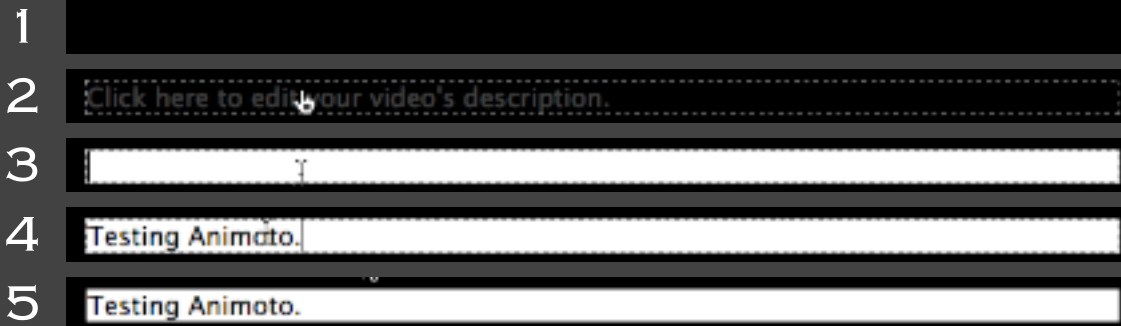 1
2 Click here to edit your video's description.
3
4 Testing Animoto.
5 Testing Animoto.